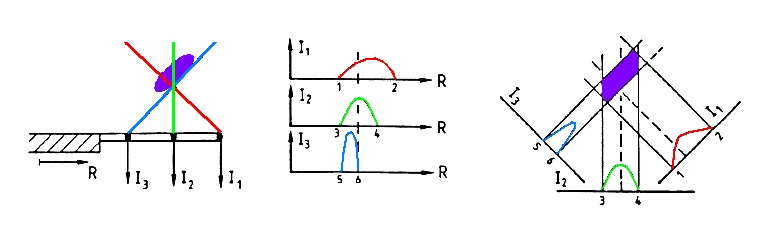 R I₃ I₂ I₁
I₁
1 2 R
I₂
3 4 R
I₃
5 6 R
I₃ I₁
5 6 1 2
I₂
3 4